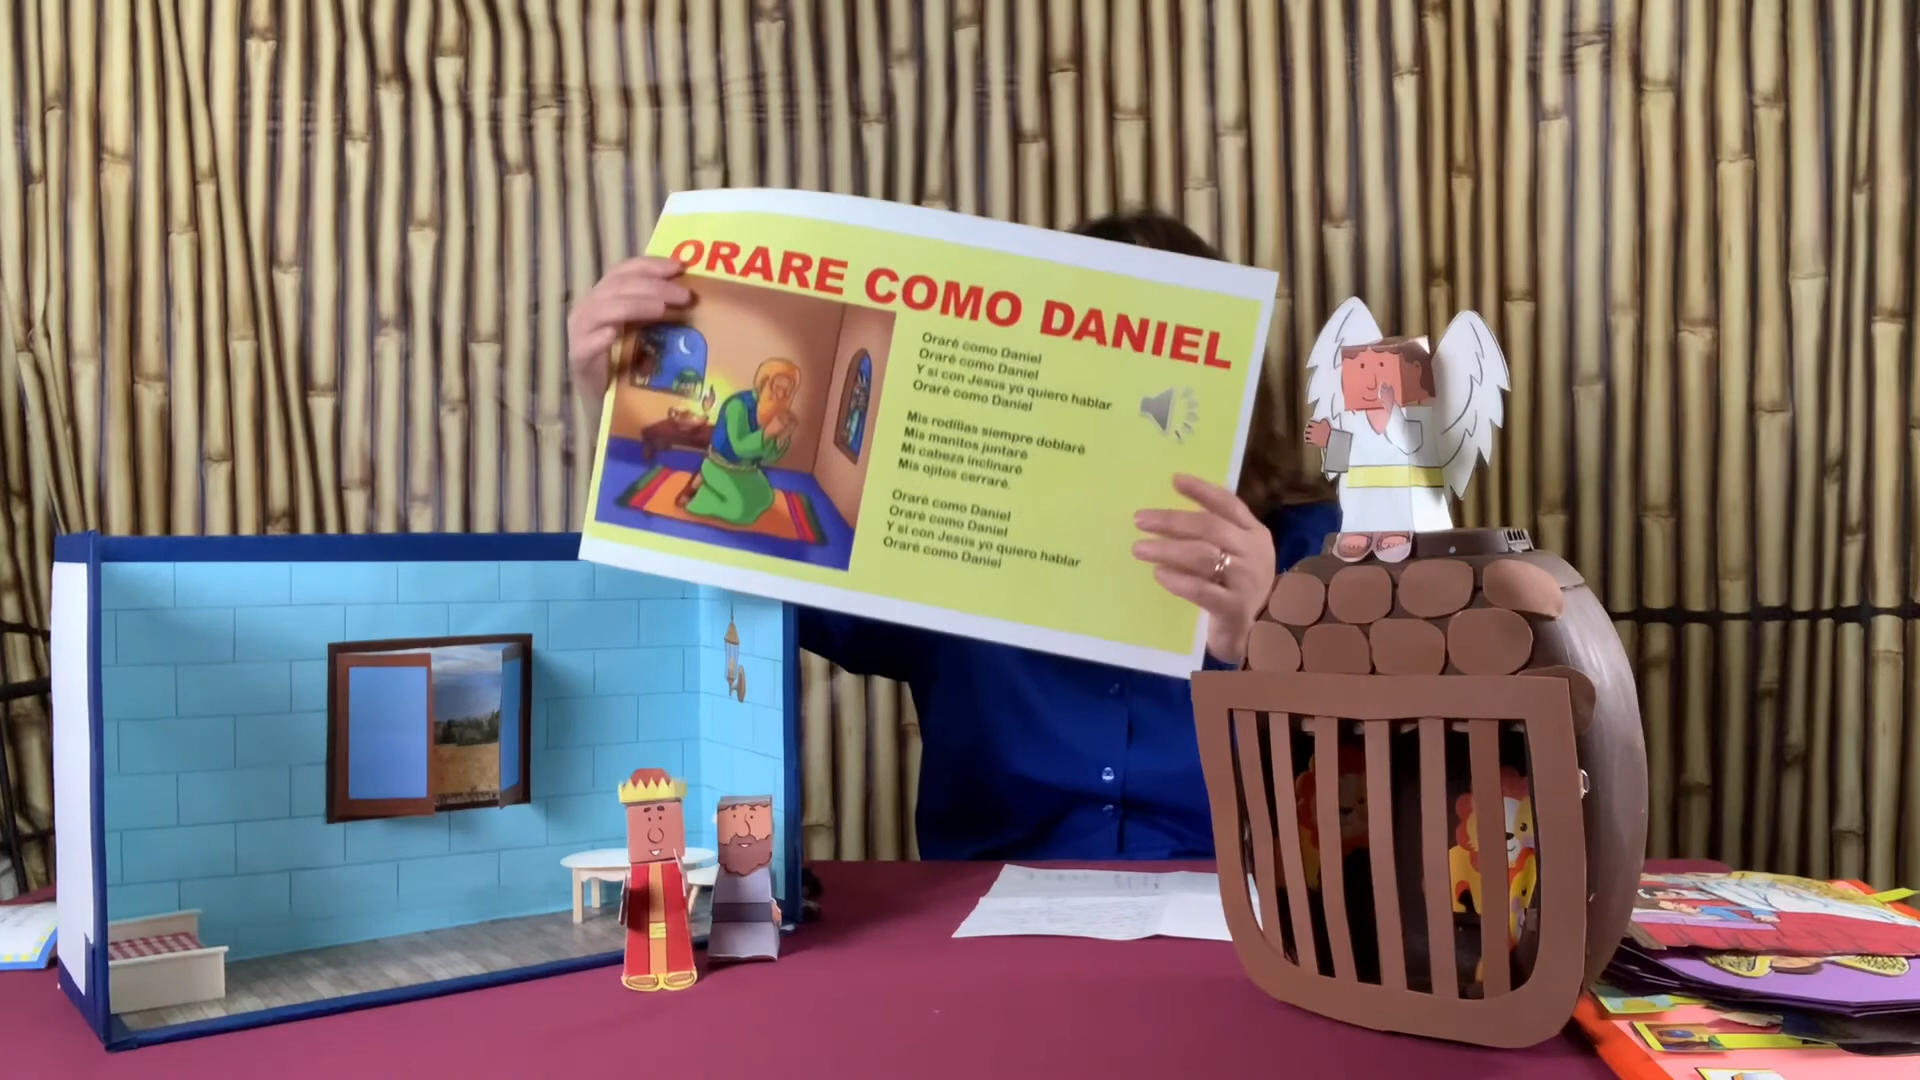 ORARE COMO DANIEL
Oraré como Daniel
Oraré como Daniel
Y si con Jesús yo quiero hablar
Oraré como Daniel
Mis rodillas siempre doblaré
Mis manitos juntaré
Mi cabeza inclinaré
Mis ojitos cerraré.
Oraré como Daniel
Oraré como Daniel
Y si con Jesús yo quiero hablar
Oraré como Daniel